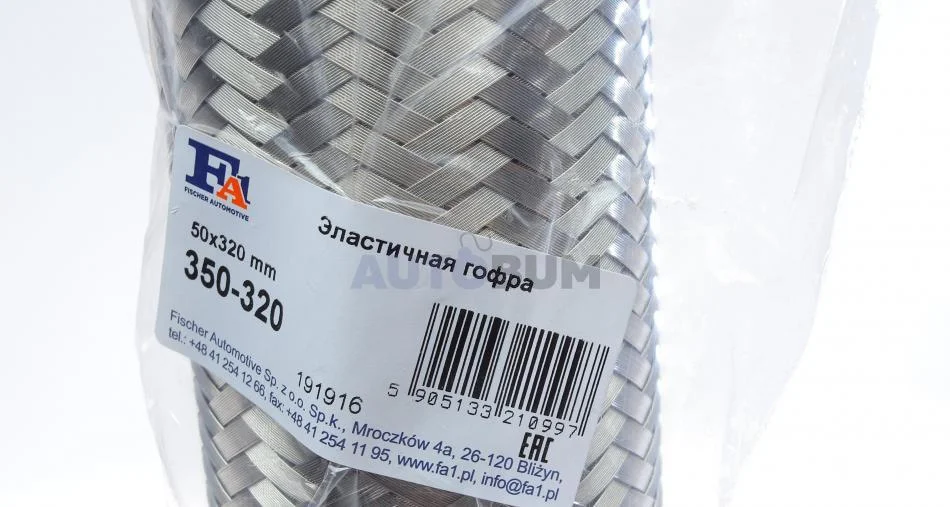 FA1
FISCHER AUTOMOTIVE
50x320 mm
350-320
Эластичная гофра
AUTOBUM
5 905133 210997
EAC
191916
Fischer Automotive Sp. z o.o. Sp.k., Mroczków 4a, 26-120 Bliżyn,
tel.: +48 41 254 12 66, fax: +48 41 254 11 95, www.fa1.pl, info@fa1.pl